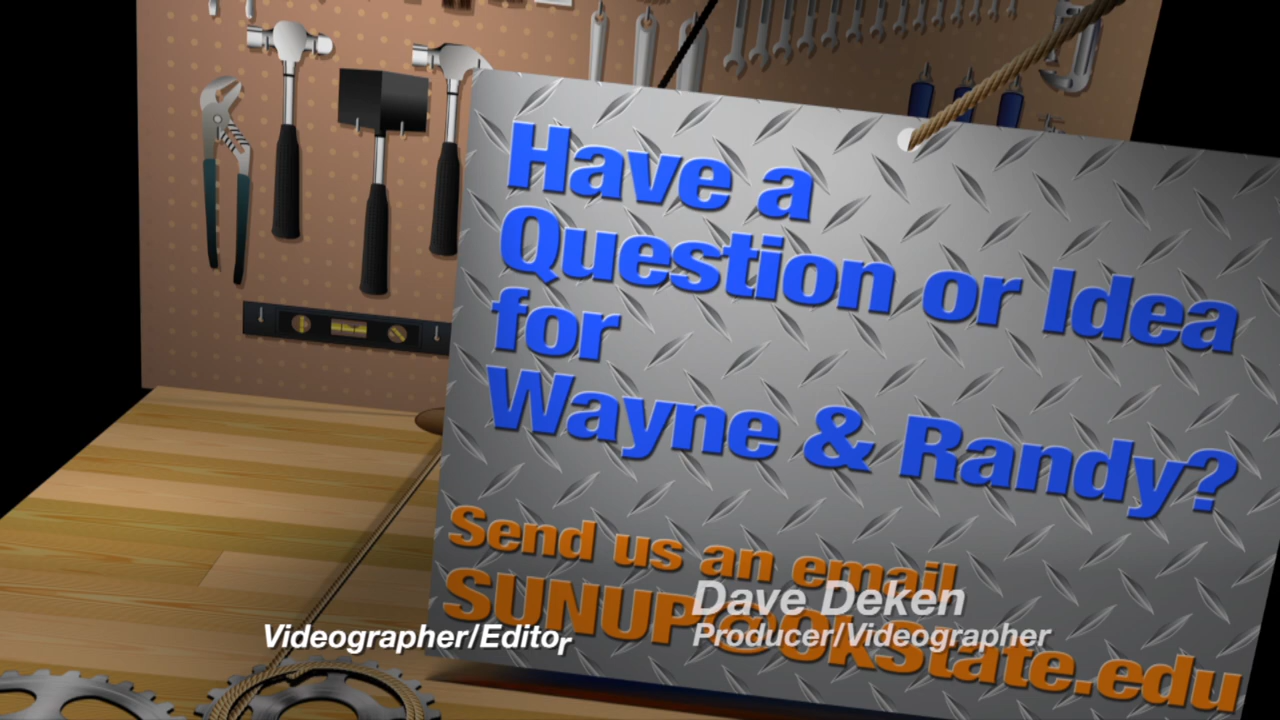 Have a
Question or Idea
for
Wayne & Randy?
Send us an email
SUNUP@okstate.edu
Dave Deken
Producer/Videographer
Videographer/Editor